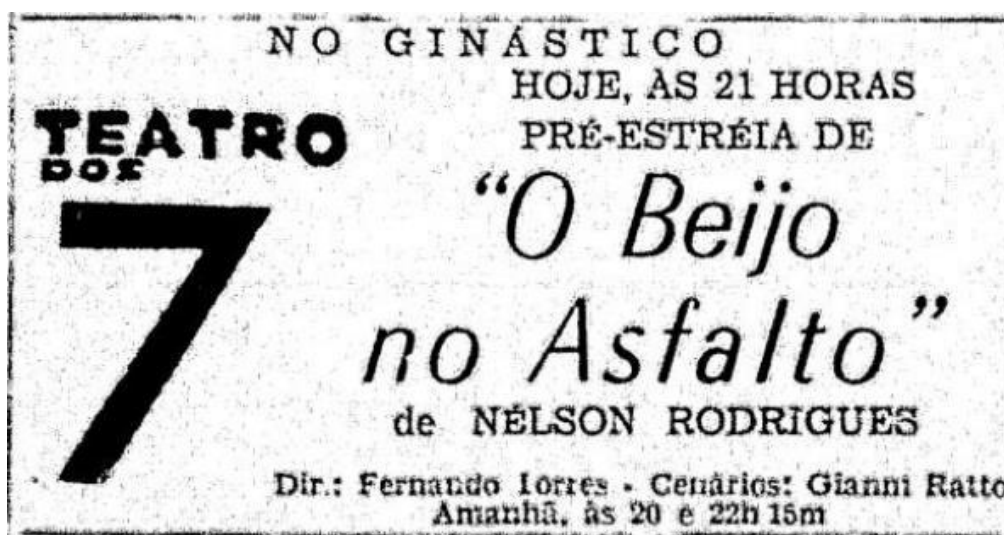 NO GINÁSTICO
HOJE, ÀS 21 HORAS
TEATRO
DOS
7
PRÉ-ESTRÉIA DE
"O Beijo
no Asfalto"
de NÉLSON RODRIGUES
Dir.: Fernando Torres - Cenários: Gianni Ratto
Amanhã, às 20 e 22h 15m